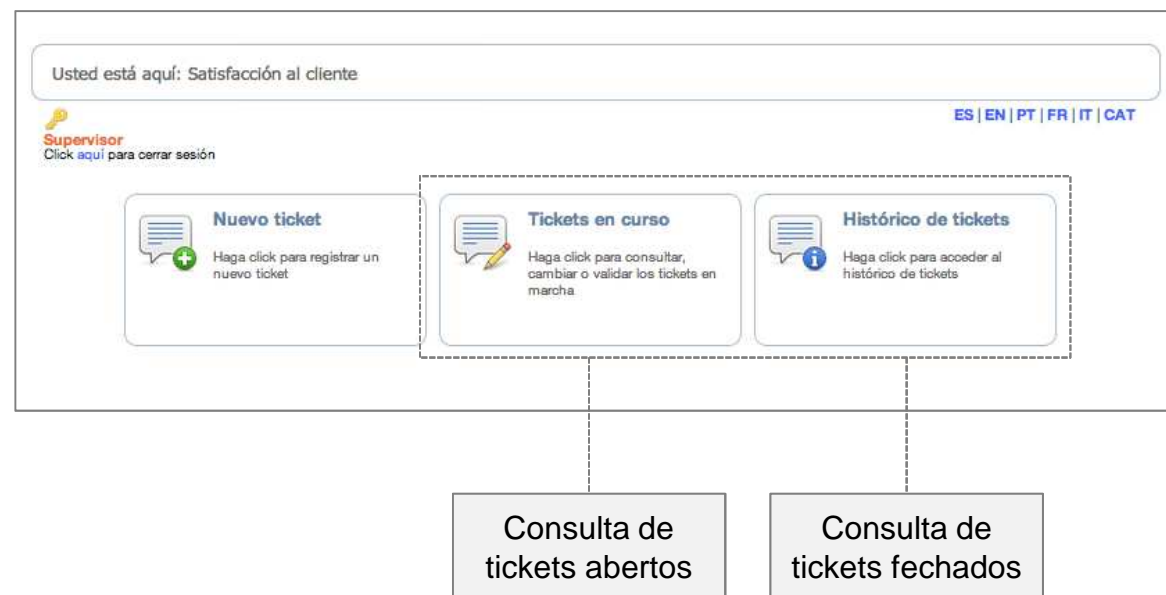 Usted está aquí: Satisfacción al cliente
ES | EN | PT | FR | IT | CAT
Supervisor
Click aquí para cerrar sesión
Nuevo ticket
Haga click para registrar un
nuevo ticket
Tickets en curso
Haga click para consultar,
cambiar o validar los tickets en
marcha
Histórico de tickets
Haga click para acceder al
histórico de tickets
Consulta de
tickets abertos
Consulta de
tickets fechados